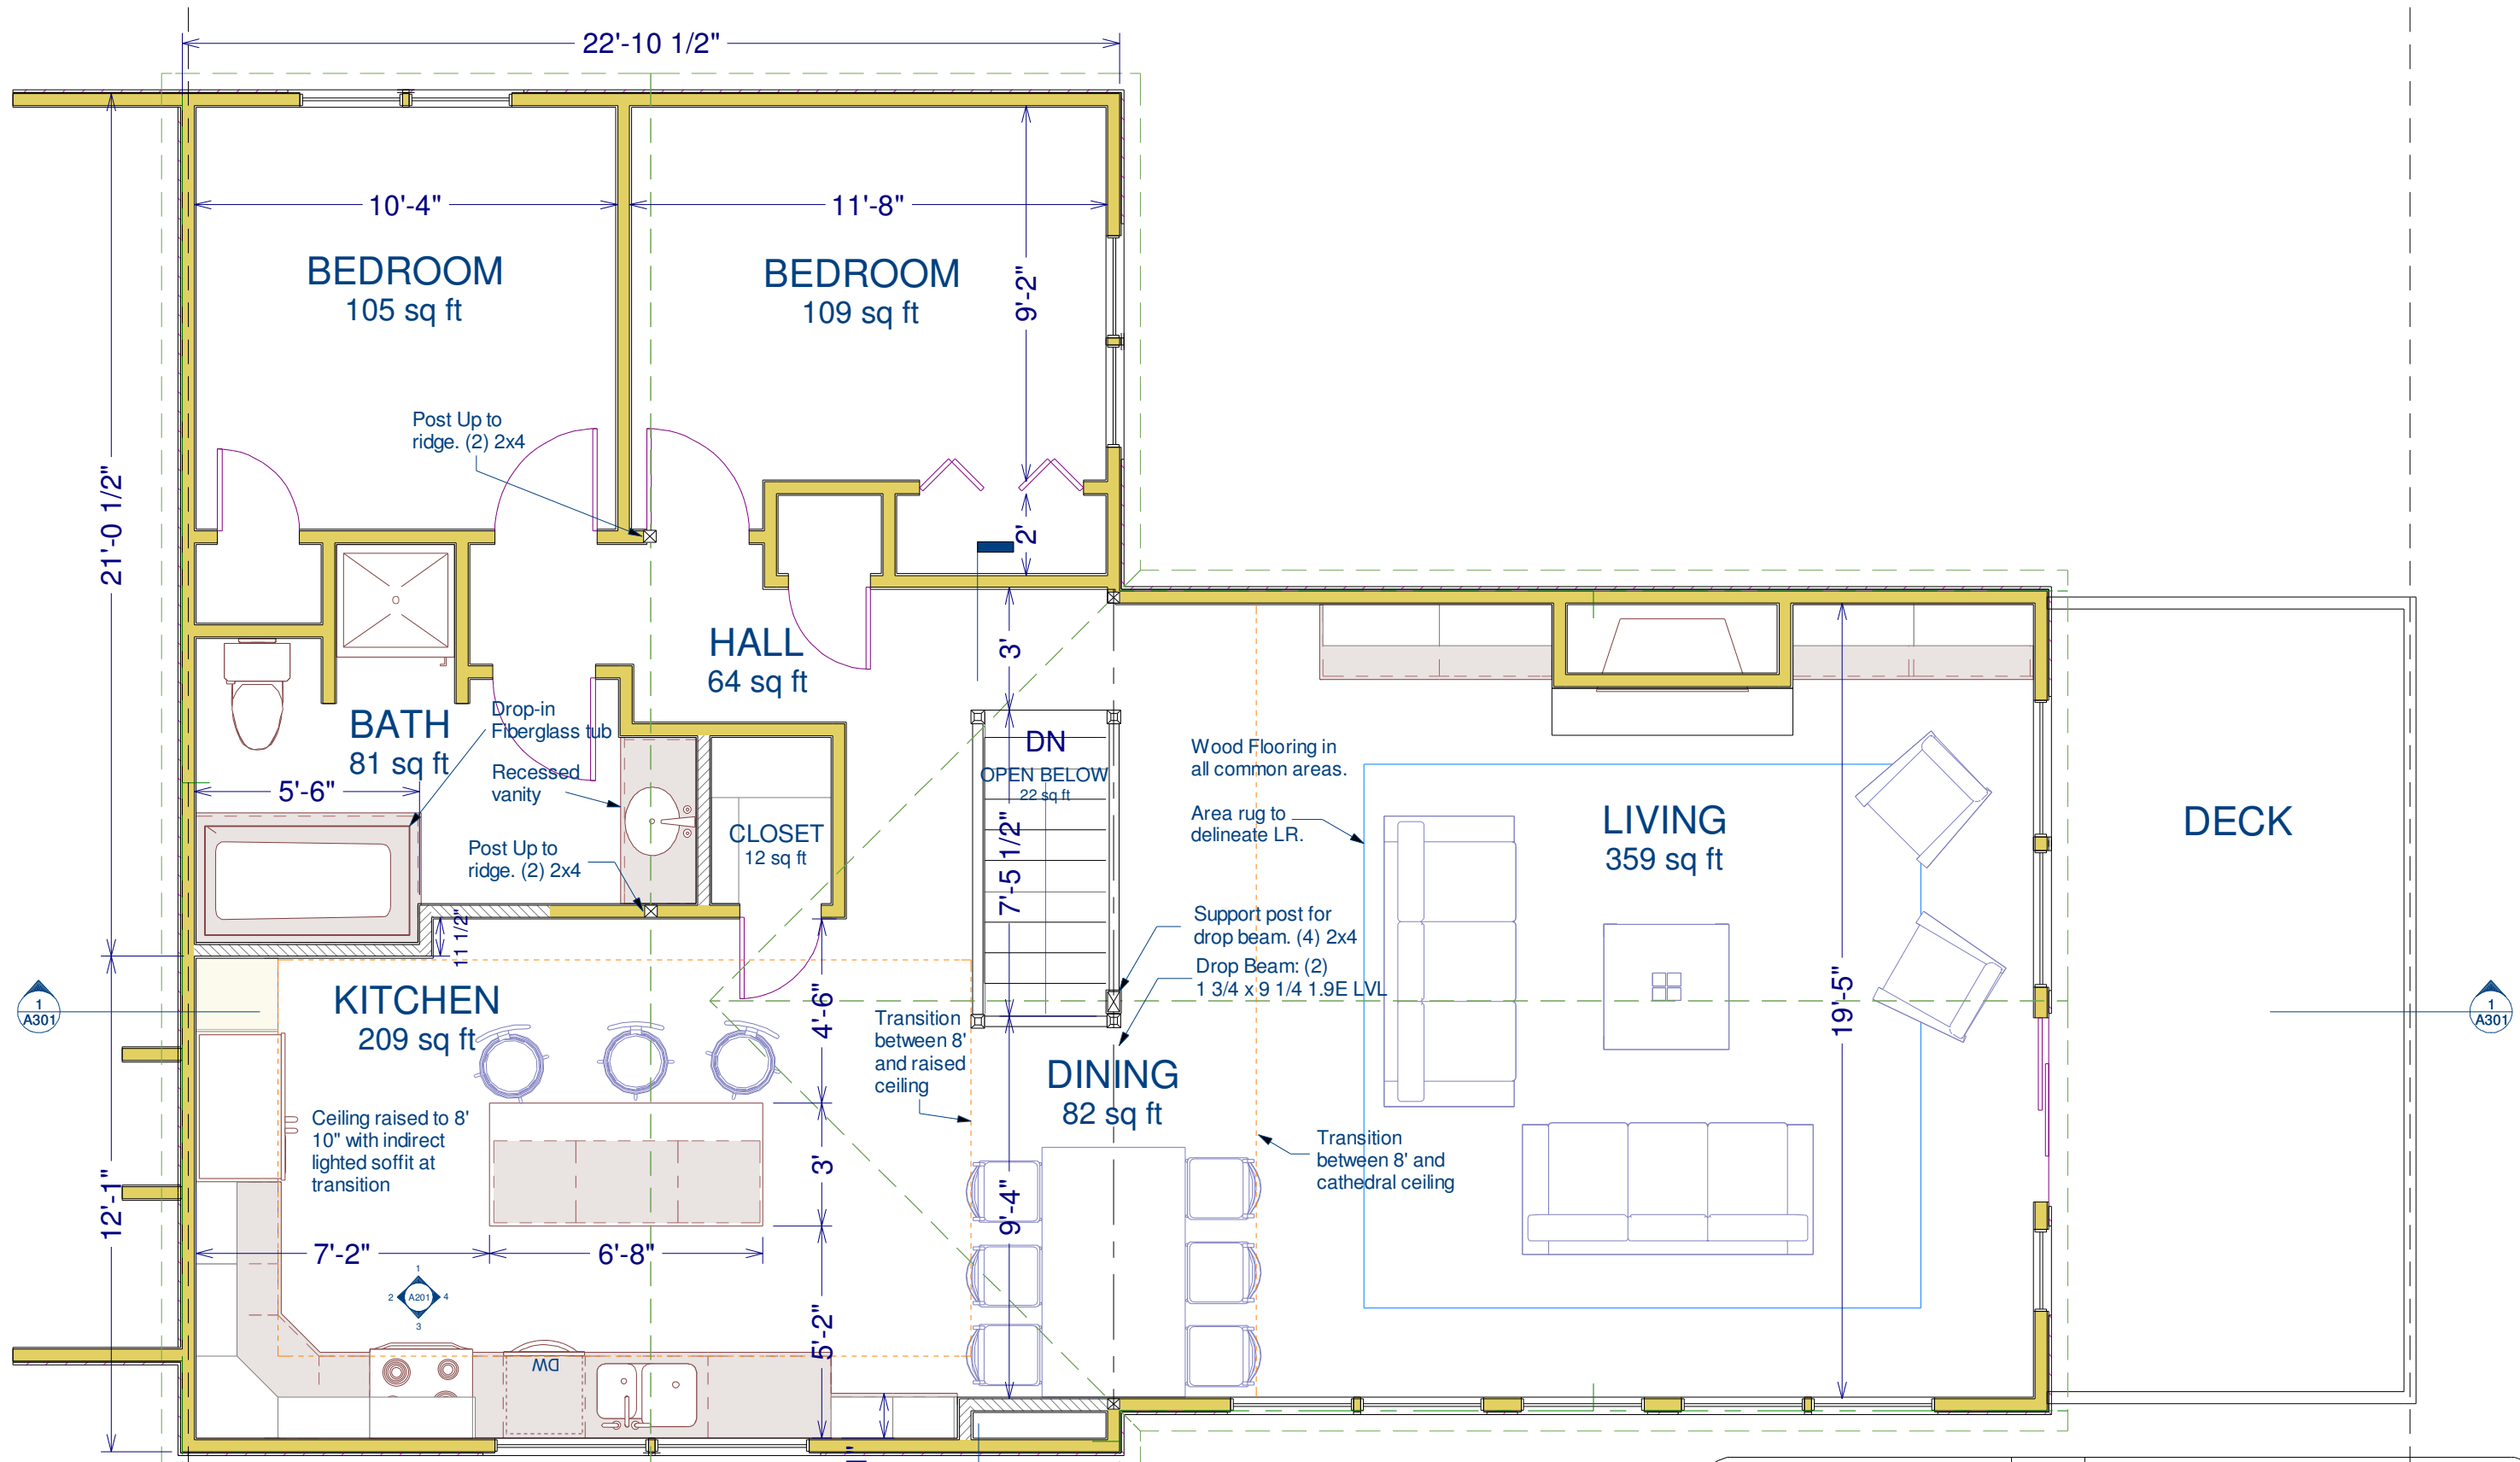 22'-10 1/2"
10'-4"
11'-8"
BEDROOM
105 sq ft
BEDROOM
109 sq ft
9'-2"
21'-0 1/2"
Post Up to
ridge. (2) 2x4
2'
HALL
64 sq ft
3'
BATH
81 sq ft
Drop-in
Fiberglass tub
5'-6"
Recessed
vanity
Post Up to
ridge. (2) 2x4
CLOSET
12 sq ft
DN
OPEN BELOW
22 sq ft
7'-5 1/2"
Wood Flooring in
all common areas.
Area rug to
delineate LR.
LIVING
359 sq ft
DECK
Support post for
drop beam. (4) 2x4
Drop Beam: (2)
1 3/4 x 9 1/4 1.9E LVL
19'-5"
11 1/2"
1
A301
KITCHEN
209 sq ft
4'-6"
Transition
between 8'
and raised
ceiling
DINING
82 sq ft
1
A301
Ceiling raised to 8'
10" with indirect
lighted soffit at
transition
3'
9'-4"
Transition
between 8' and
cathedral ceiling
12'-1"
7'-2"
6'-8"
1
2
A201
4
3
5'-2"
DW